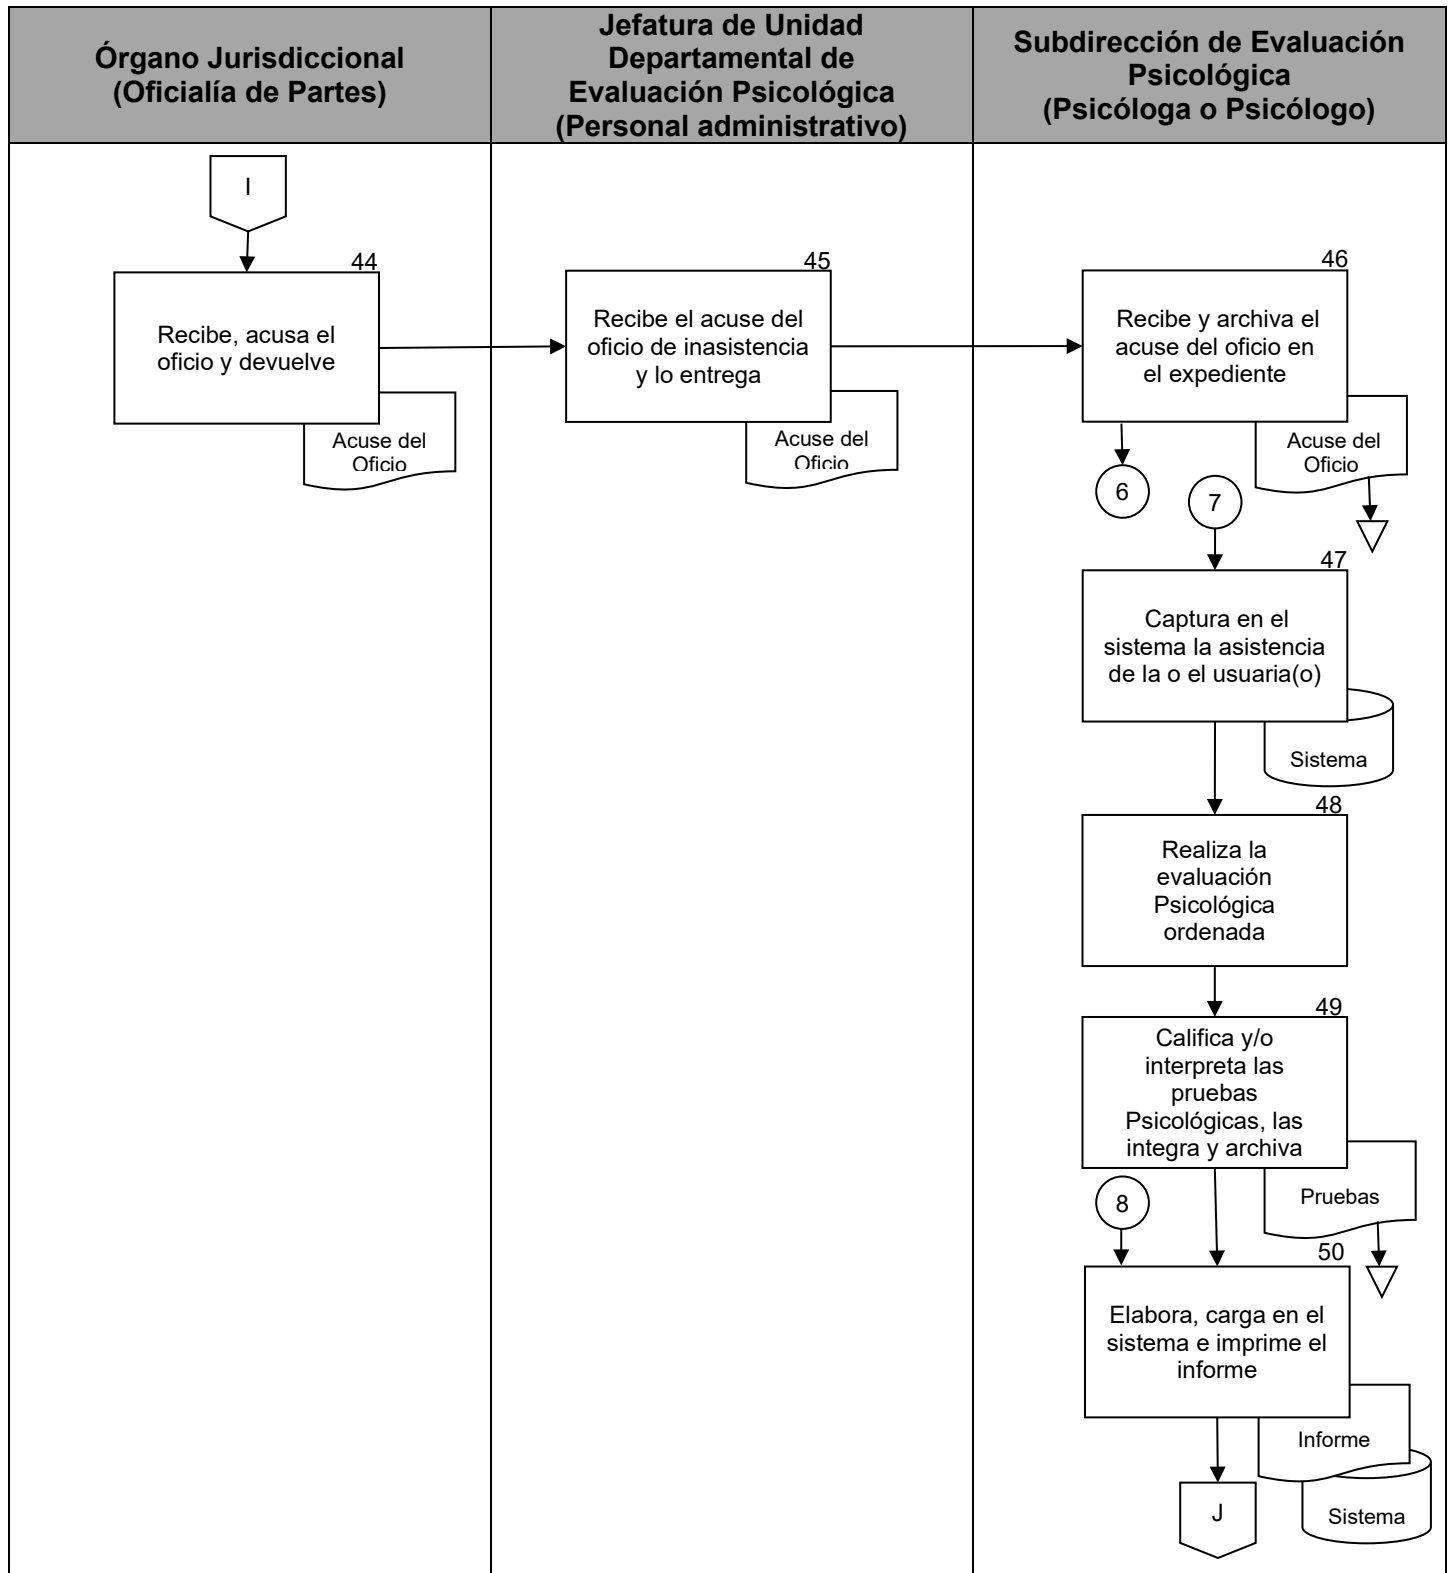 Órgano Jurisdiccional
(Oficialía de Partes)
Jefatura de Unidad
Departamental de
Evaluación Psicológica
(Personal administrativo)
Subdirección de Evaluación
Psicológica
(Psicóloga o Psicólogo)
I
44
Recibe, acusa el
oficio y devuelve
Acuse del
Oficio
45
Recibe el acuse del
oficio de inasistencia
y lo entrega
Acuse del
Oficio
46
Recibe y archiva el
acuse del oficio en
el expediente
Acuse del
Oficio
6
7
47
Captura en el
sistema la asistencia
de la o el usuaria(o)
Sistema
48
Realiza la
evaluación
Psicológica
ordenada
49
Califica y/o
interpreta las
pruebas
Psicológicas, las
integra y archiva
Pruebas
8
50
Elabora, carga en el
sistema e imprime el
informe
Informe
Sistema
J